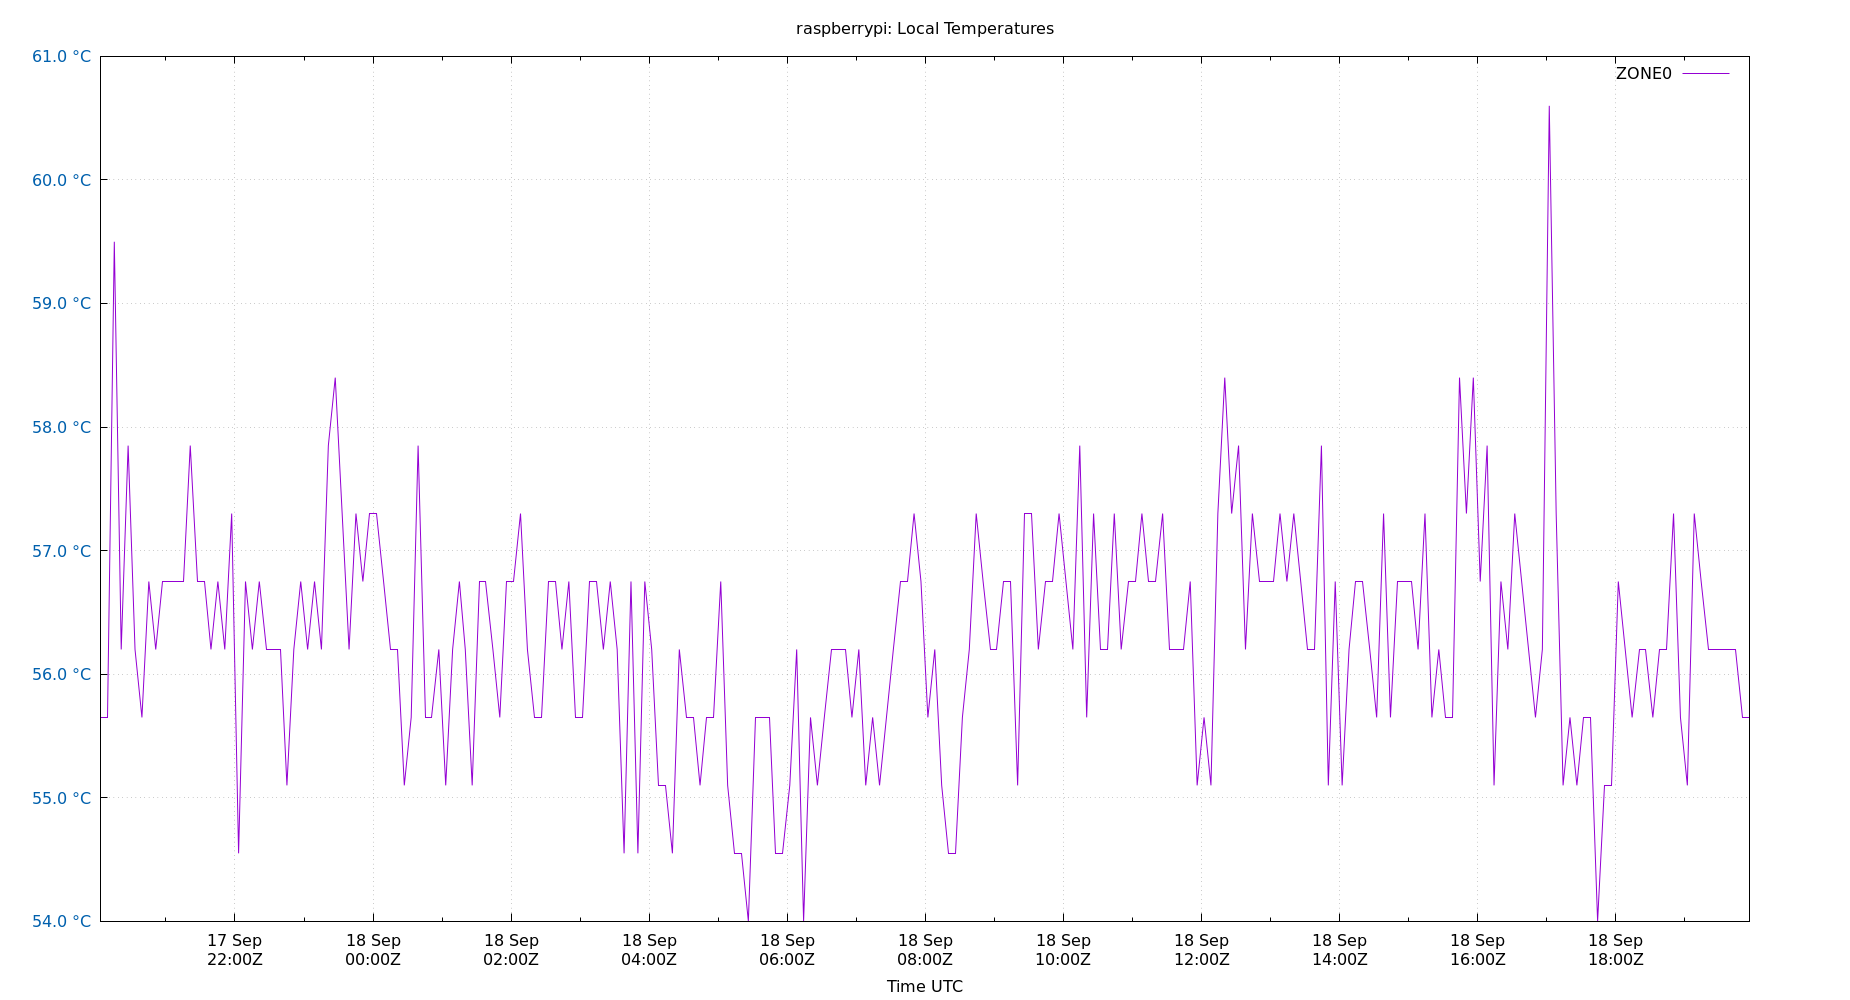 raspberrypi: Local Temperatures
61.0 °C
ZONE0
60.0 °C
59.0 °C
58.0 °C
57.0 °C
56.0 °C
55.0 °C
54.0 °C
17 Sep 18 Sep 18 Sep 18 Sep 18 Sep 18 Sep 18 Sep 18 Sep 18 Sep 18 Sep 18 Sep
22:00Z 00:00Z 02:00Z 04:00Z 06:00Z 08:00Z 10:00Z 12:00Z 14:00Z 16:00Z 18:00Z
Time UTC